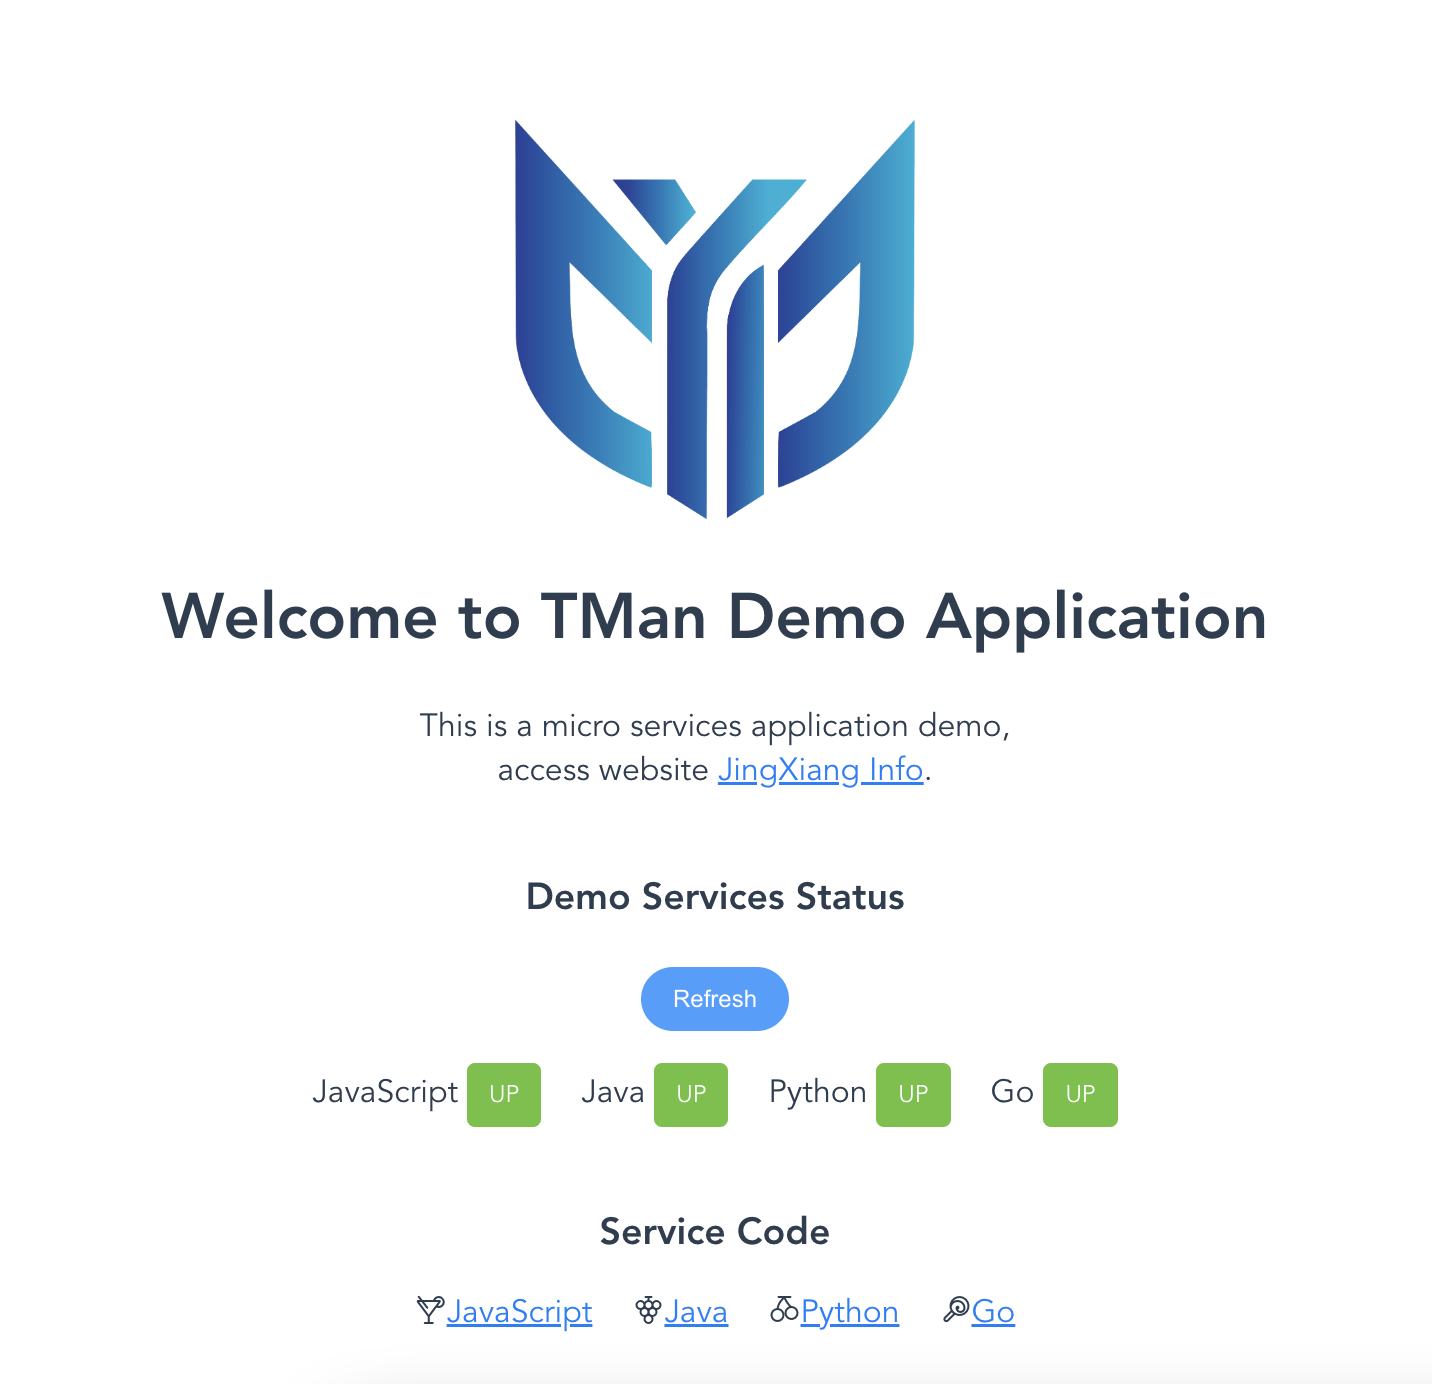 Welcome to TMan Demo Application
This is a micro services application demo,
access website JingXiang Info.
Demo Services Status
Refresh
JavaScript UP Java UP Python UP Go UP
Service Code
JavaScript Java Python Go